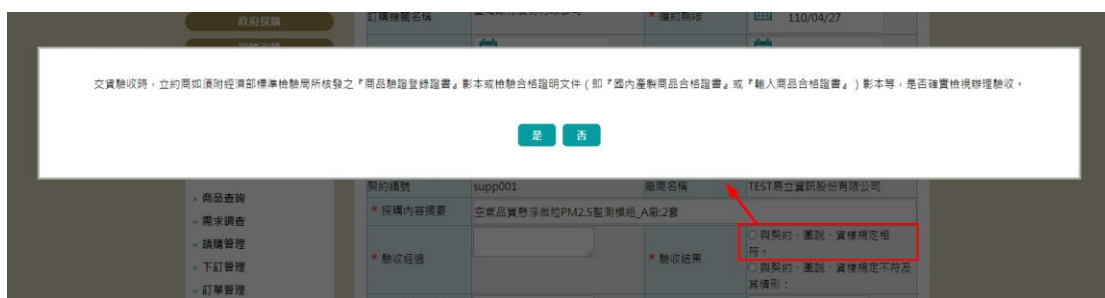 政府採購
訂購機關名稱
* 履約期限
110/04/27
交貨驗收時，立約商如須附經濟部標準檢驗局所核發之『商品驗證登錄證書』影本或檢驗合格證明文件（即『國內產製商品合格證書』或『輸入商品合格證書』）影本等，是否確實檢視辦理驗收。
是 否
契約編號 supp001 廠商名稱 TEST易立資訊股份有限公司
商品查詢
* 採購內容摘要 空氣品質懸浮微粒PM2.5監測模組_A廠:2套
需求調查
請購管理
與契約、圖說、貨樣規定相
符。
* 驗收經過 * 驗收結果
下訂管理
與契約、圖說、貨樣規定不符及
其情形：
訂單管理